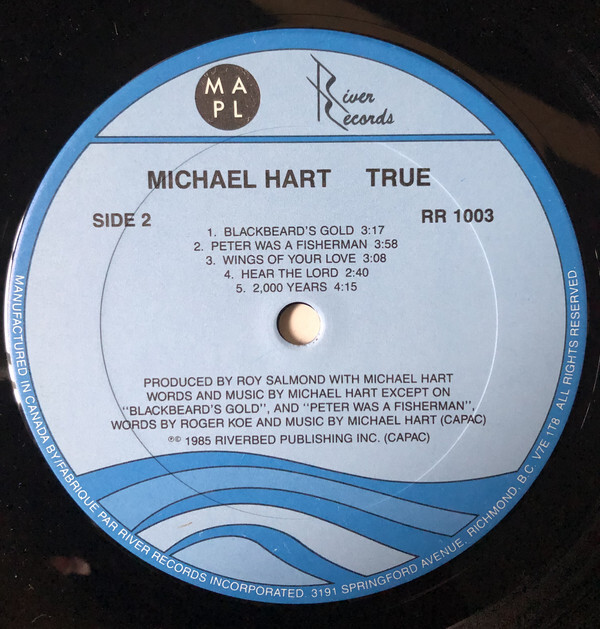 MA
PL
River
Records
MICHAEL HART TRUE
SIDE 2
RR 1003
1. BLACKBEARD'S GOLD 3:17
2. PETER WAS A FISHERMAN 3:58
3. WINGS OF YOUR LOVE 3:08
4. HEAR THE LORD 2:40
5. 2,000 YEARS 4:15
PRODUCED BY ROY SALMOND WITH MICHAEL HART
WORDS AND MUSIC BY MICHAEL HART EXCEPT ON
"BLACKBEARD'S GOLD", AND "PETER WAS A FISHERMAN",
WORDS BY ROGER KOE AND MUSIC BY MICHAEL HART (CAPAC)
℗© 1985 RIVERBED PUBLISHING INC. (CAPAC)
MANUFACTURED IN CANADA BY/FABRIQUE PAR RIVER RECORDS INCORPORATED. 3191 SPRINGFORD AVENUE. RICHMOND. B.C. V7E 1T8 ALL RIGHTS RESERVED